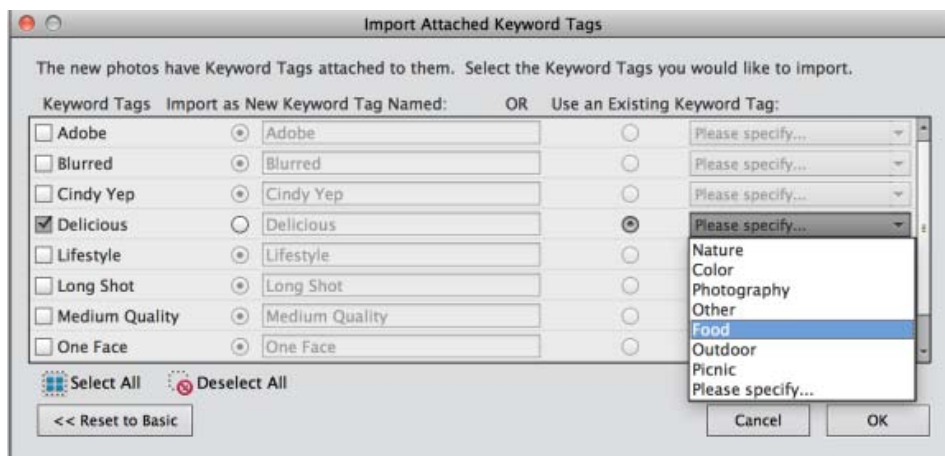 Import Attached Keyword Tags
The new photos have Keyword Tags attached to them. Select the Keyword Tags you would like to import.
Keyword Tags Import as New Keyword Tag Named: OR Use an Existing Keyword Tag:
Adobe Adobe Please specify...
Blurred Blurred Please specify...
Cindy Yep Cindy Yep Please specify...
Delicious Delicious Please specify...
Lifestyle Lifestyle
Long Shot Long Shot
Medium Quality Medium Quality
One Face One Face
Nature
Color
Photography
Other
Food
Outdoor
Picnic
Please specify...
Select All Deselect All
<< Reset to Basic Cancel OK